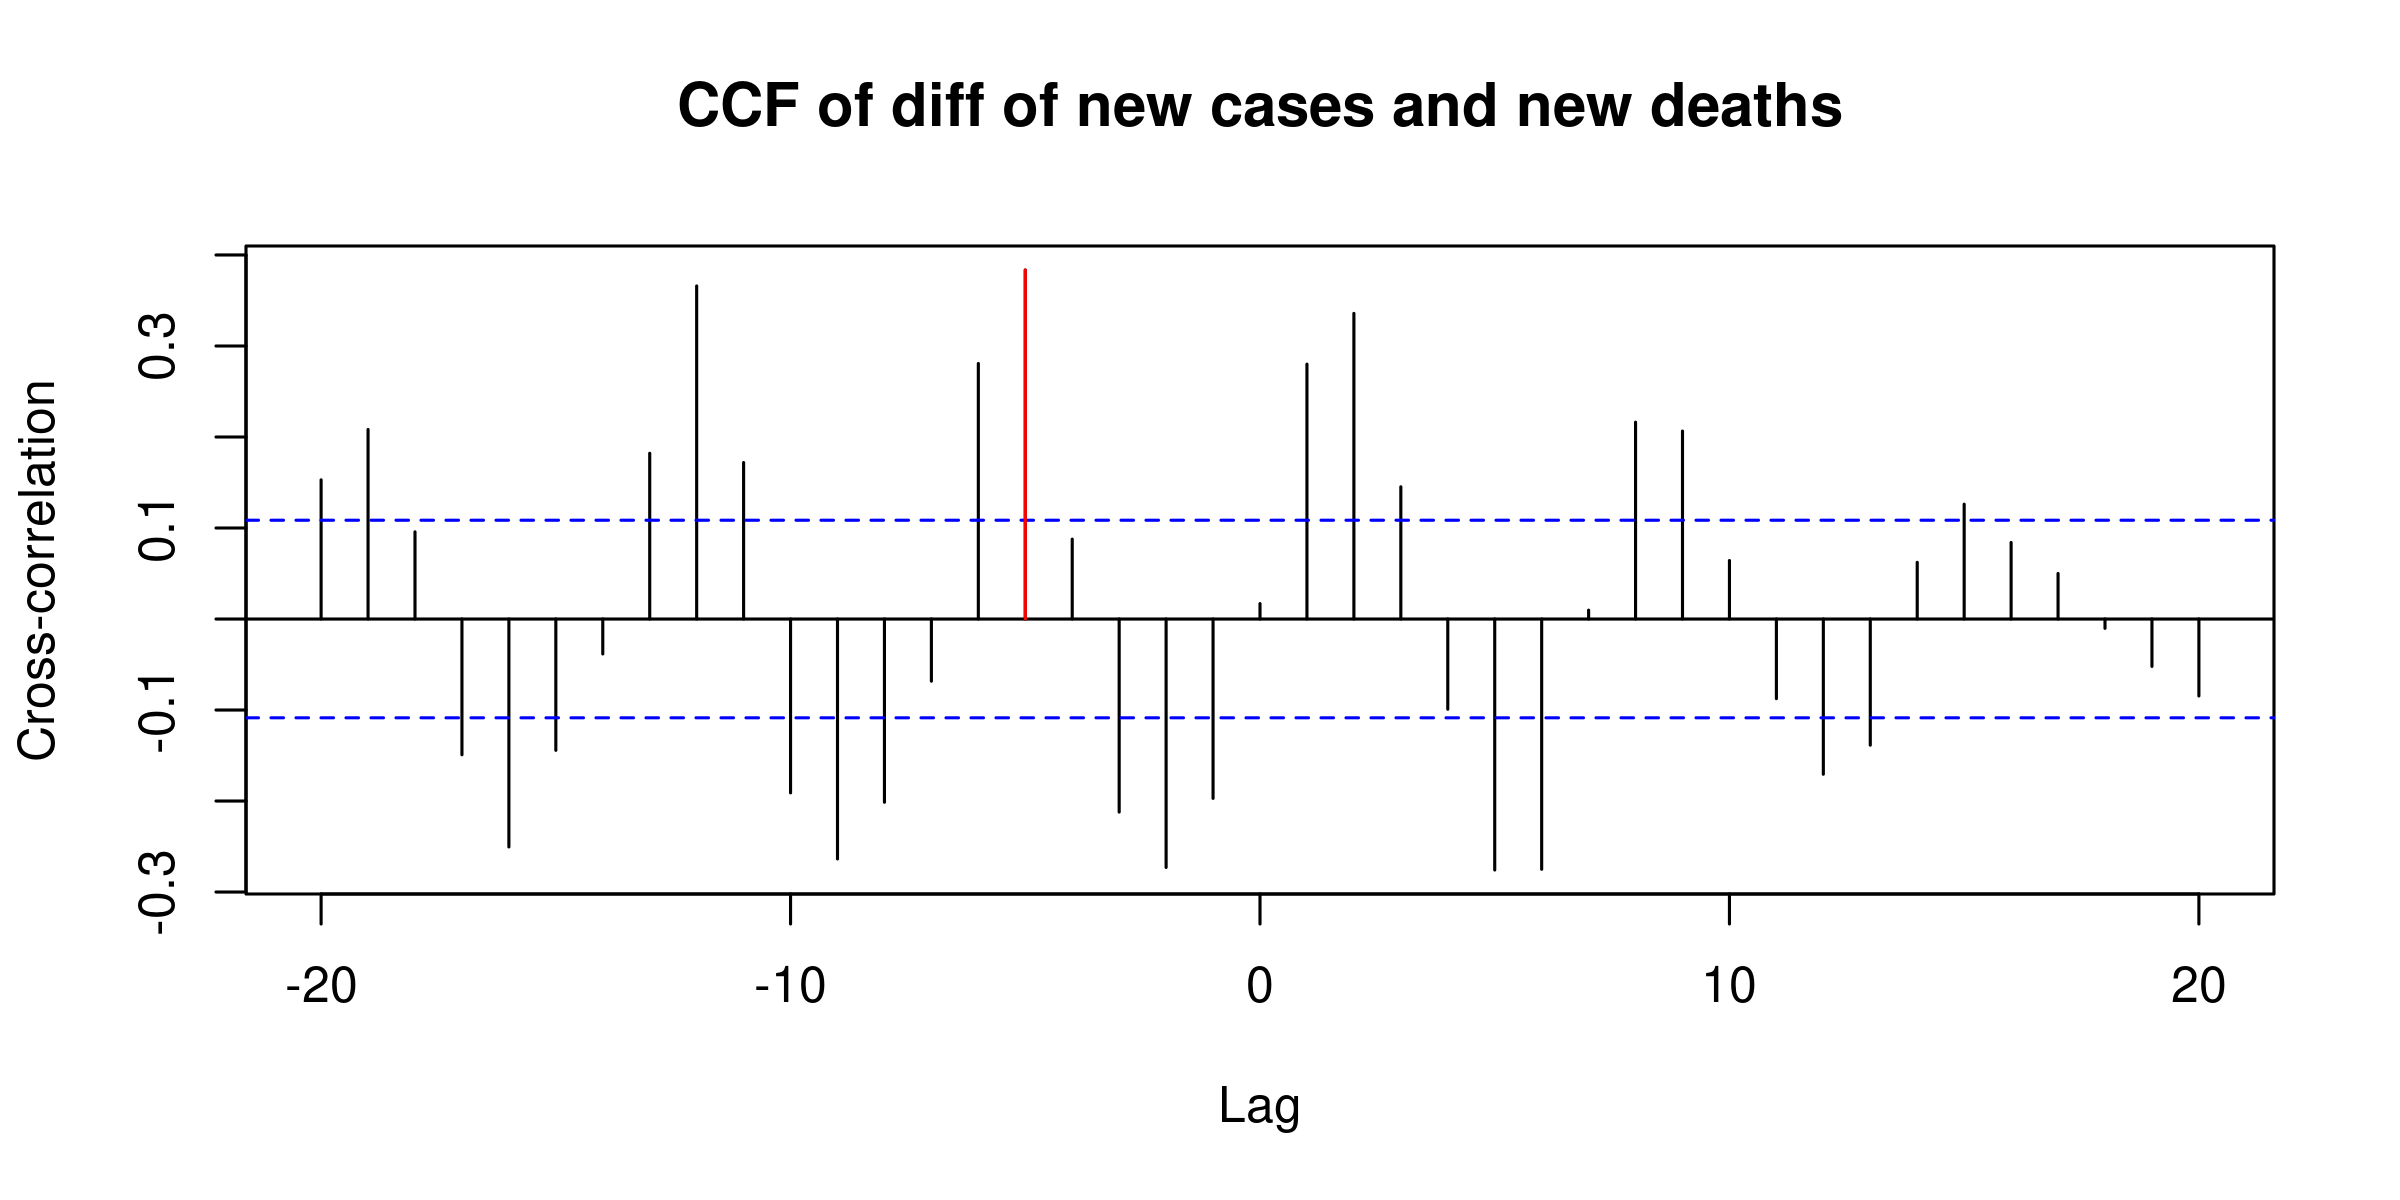 CCF of diff of new cases and new deaths
Cross-correlation
0.3
0.1
-0.1
-0.3
-20 -10 0 10 20
Lag